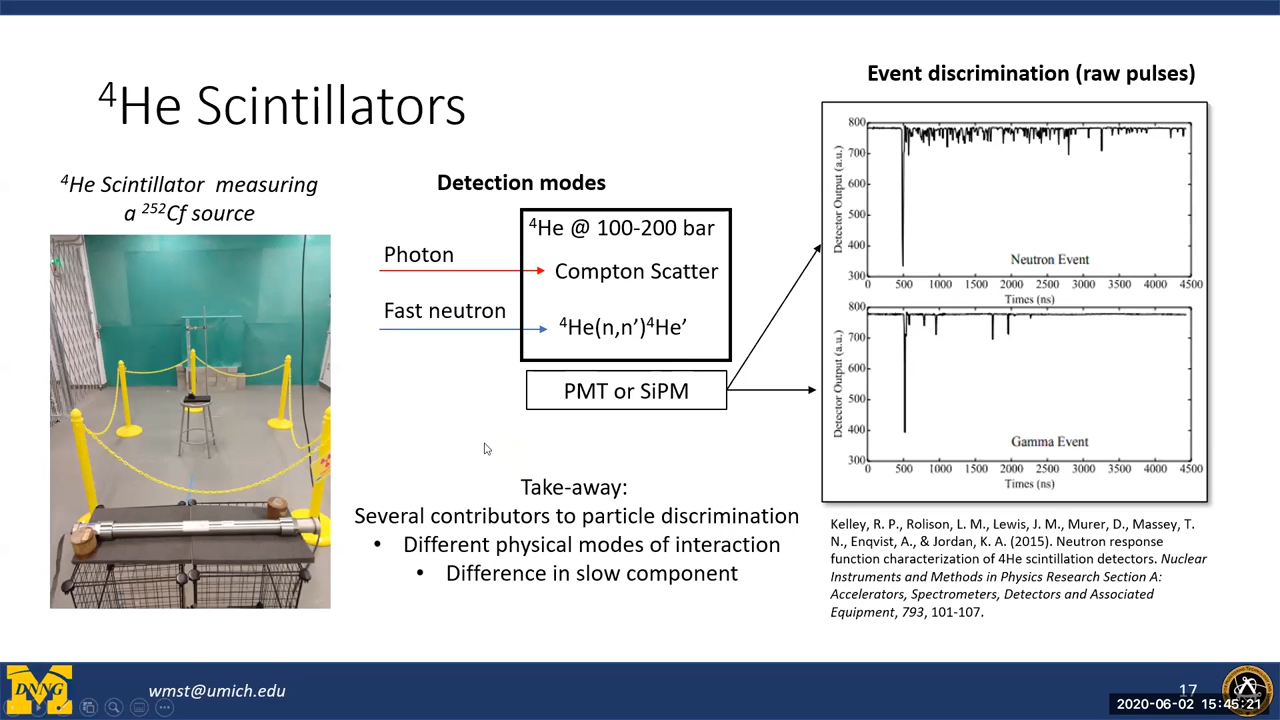 ⁴He Scintillators
⁴He Scintillator measuring
a ²⁵²Cf source
Detection modes
⁴He @ 100-200 bar
Photon
Compton Scatter
Fast neutron
⁴He(n,n’)⁴He’
PMT or SiPM
Take-away:
Several contributors to particle discrimination
• Different physical modes of interaction
• Difference in slow component
Event discrimination (raw pulses)
Detector Output (a.u.)
800
700
600
500
400
300
Neutron Event
0 500 1000 1500 2000 2500 3000 3500 4000 4500
Times (ns)
Detector Output (a.u.)
800
700
600
500
400
300
Gamma Event
0 500 1000 1500 2000 2500 3000 3500 4000 4500
Times (ns)
Kelley, R. P., Rolison, L. M., Lewis, J. M., Murer, D., Massey, T.
N., Enqvist, A., & Jordan, K. A. (2015). Neutron response
function characterization of 4He scintillation detectors. Nuclear
Instruments and Methods in Physics Research Section A:
Accelerators, Spectrometers, Detectors and Associated
Equipment, 793, 101-107.
DNNG
wmst@umich.edu
17
2020-06-02 15:45:21